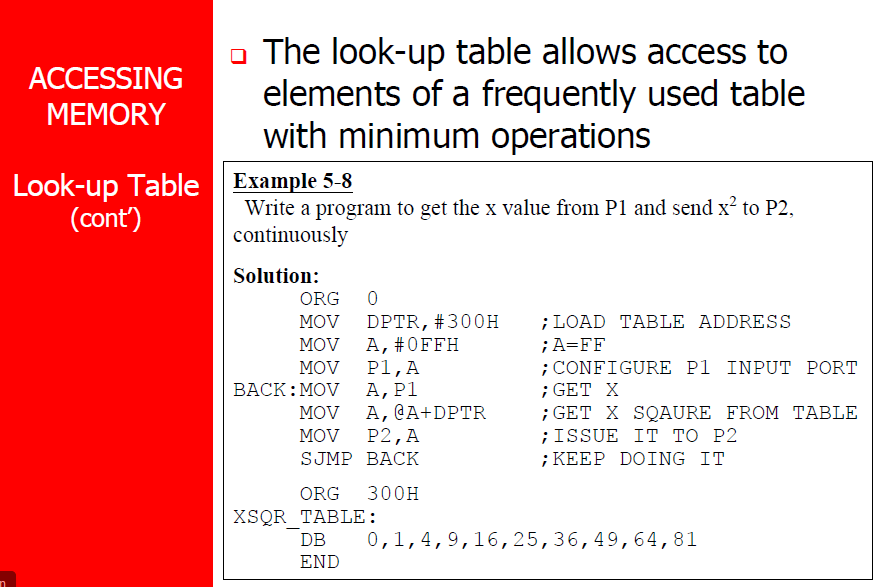 ACCESSING
MEMORY
Look-up Table
(cont’)
❑ The look-up table allows access to
elements of a frequently used table
with minimum operations
Example 5-8
Write a program to get the x value from P1 and send x² to P2,
continuously
Solution:
ORG 0
MOV DPTR,#300H ;LOAD TABLE ADDRESS
MOV A,#0FFH ;A=FF
MOV P1,A ;CONFIGURE P1 INPUT PORT
BACK:MOV A,P1 ;GET X
MOV A,@A+DPTR ;GET X SQAURE FROM TABLE
MOV P2,A ;ISSUE IT TO P2
SJMP BACK ;KEEP DOING IT
ORG 300H
XSQR_TABLE:
DB 0,1,4,9,16,25,36,49,64,81
END
n